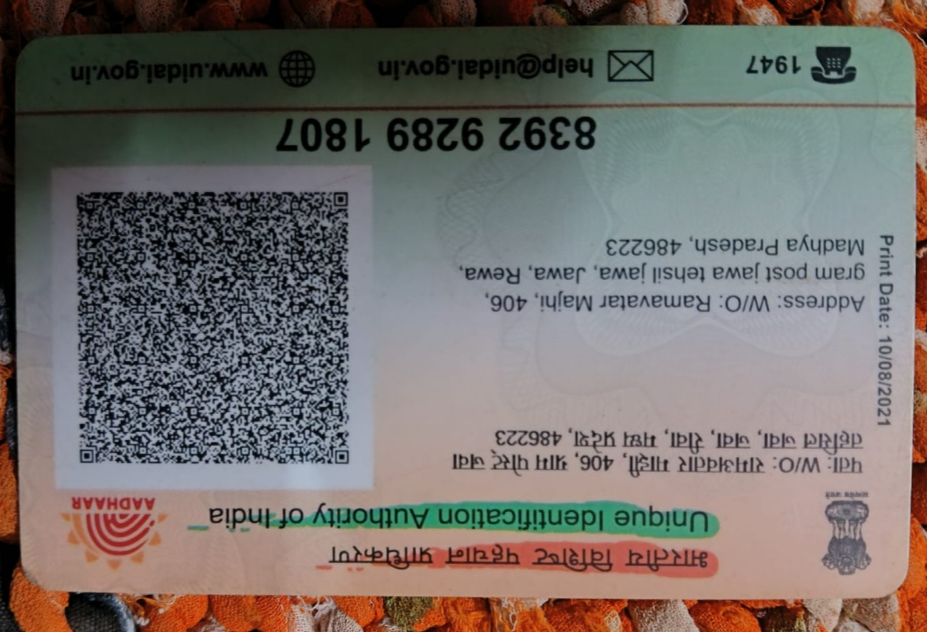 भारतीय विशिष्ट पहचान प्राधिकरण
Unique Identification Authority of India
AADHAAR
पता: W/O: रामअवतार माझी, 406, ग्राम पोस्ट जवा
तहसिल जवा, जवा, रीवा, मध्य प्रदेश, 486223
Address: W/O: Ramavatar Majhi, 406,
gram post jawa tehsil jawa, Jawa, Rewa,
Madhya Pradesh, 486223
Print Date: 10/08/2021
8392 9289 1807
1947
help@uidai.gov.in
www.uidai.gov.in